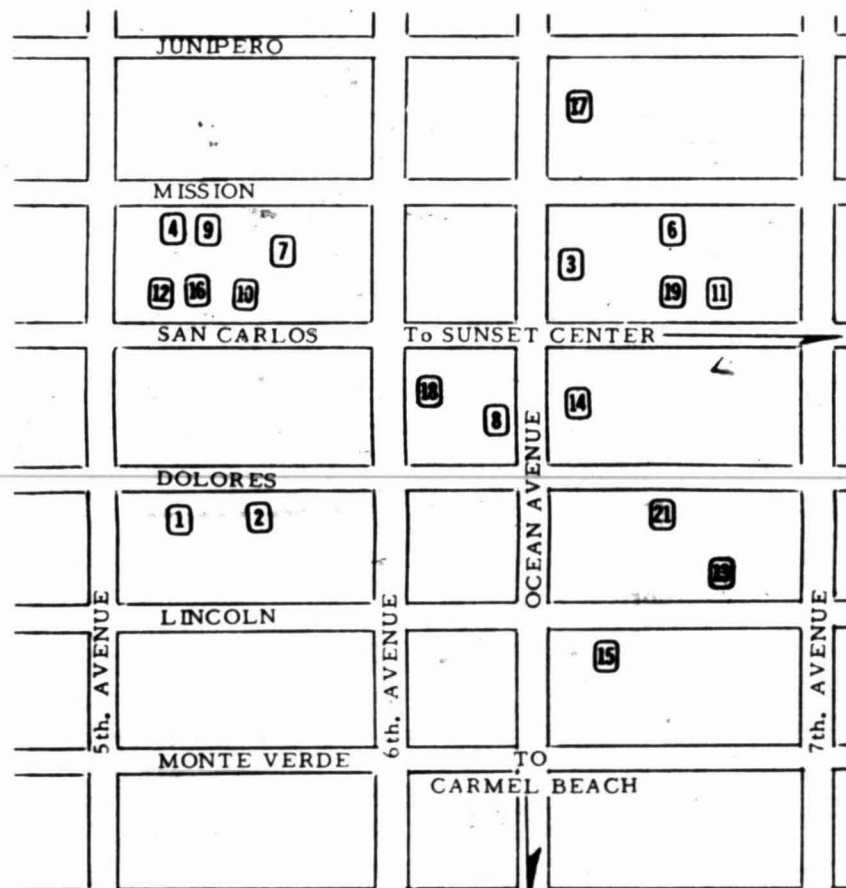 JUNIPERO
17
MISSION
4
9
6
7
3
12
16
10
19
11
SAN CARLOS
To SUNSET CENTER
18
14
8
OCEAN AVENUE
DOLORES
1
2
21
LINCOLN
5th. AVENUE
6th. AVENUE
15
7th. AVENUE
MONTE VERDE
TO
CARMEL BEACH